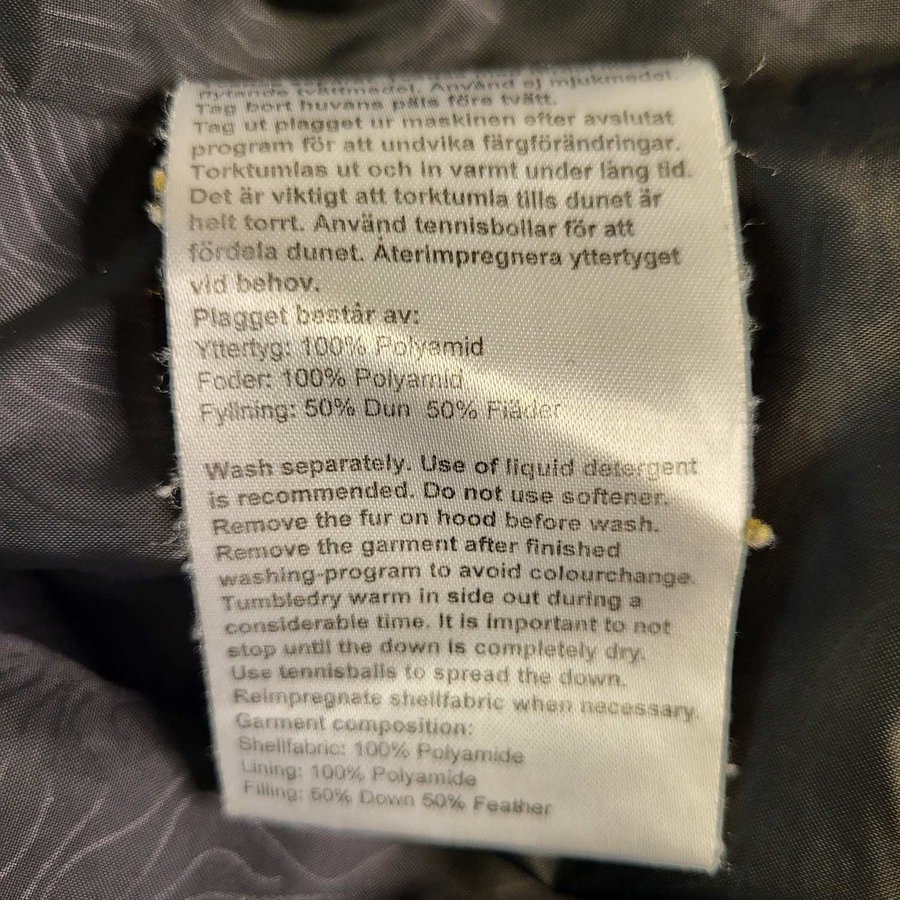 flytande tvättmedel. Använd ej mjukmedel.
Tag bort huvans päls före tvätt.
Tag ut plagget ur maskinen efter avslutat
program för att undvika färgförändringar.
Torktumlas ut och in varmt under lång tid.
Det är viktigt att torktumla tills dunet är
helt torrt. Använd tennisbollar för att
fördela dunet. Återimpregnera yttertyget
vid behov.
Plagget består av:
Yttertyg: 100% Polyamid
Foder: 100% Polyamid
Fyllning: 50% Dun 50% Fjäder
Wash separately. Use of liquid detergent
is recommended. Do not use softener.
Remove the fur on hood before wash.
Remove the garment after finished
washing-program to avoid colourchange.
Tumbledry warm in side out during a
considerable time. It is important to not
stop until the down is completely dry.
Use tennisballs to spread the down.
Reimpregnate shellfabric when necessary.
Garment composition:
Shellfabric: 100% Polyamide
Lining: 100% Polyamide
Filling: 50% Down 50% Feather